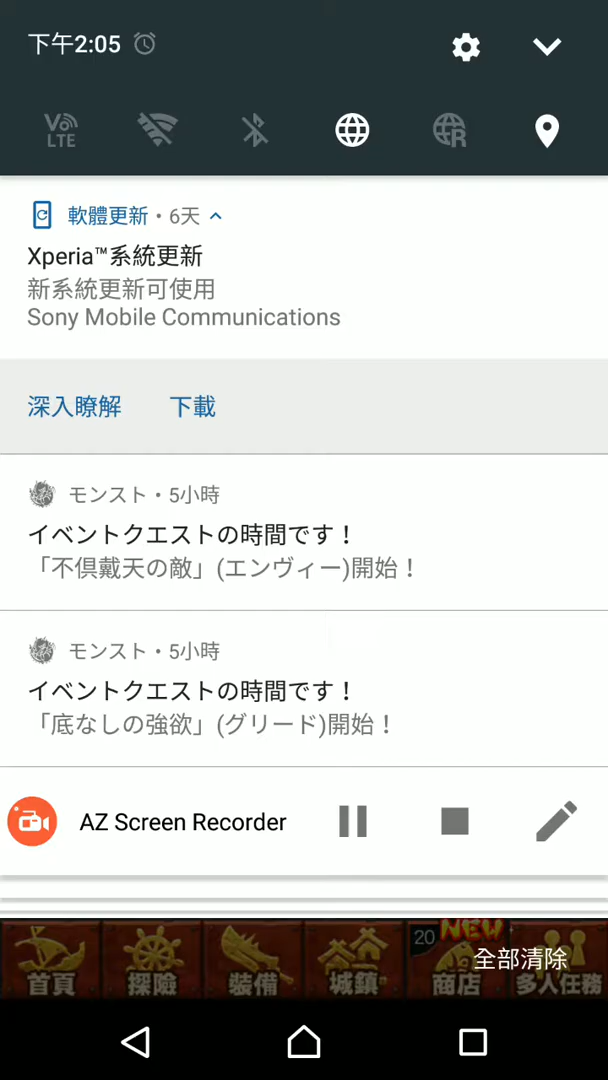 下午2:05
VoLTE
R
軟體更新・6天
Xperia™系統更新
新系統更新可使用
Sony Mobile Communications
深入瞭解 下載
モンスト・5小時
イベントクエストの時間です！
「不倶戴天の敵」(エンヴィー)開始！
モンスト・5小時
イベントクエストの時間です！
「底なしの強欲」(グリード)開始！
AZ Screen Recorder
20 NEW
全部清除
首頁 探險 裝備 城鎮 商店 多人任務